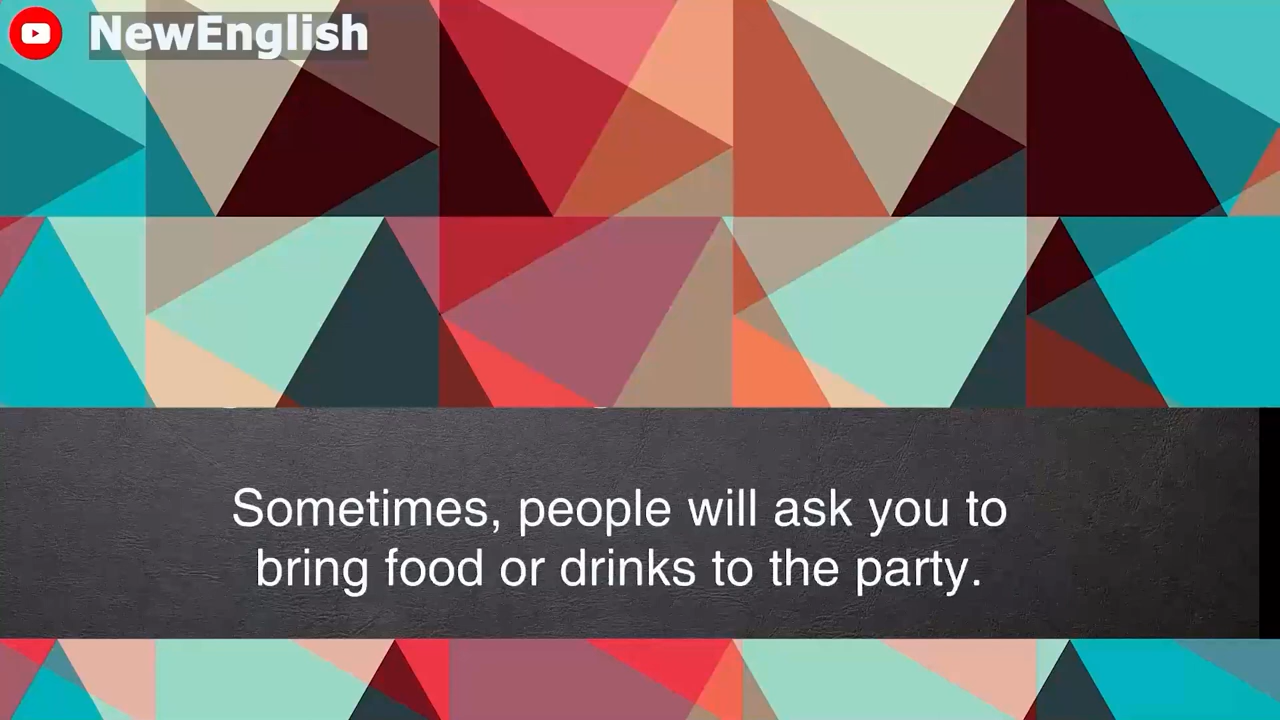 NewEnglish
Sometimes, people will ask you to
bring food or drinks to the party.